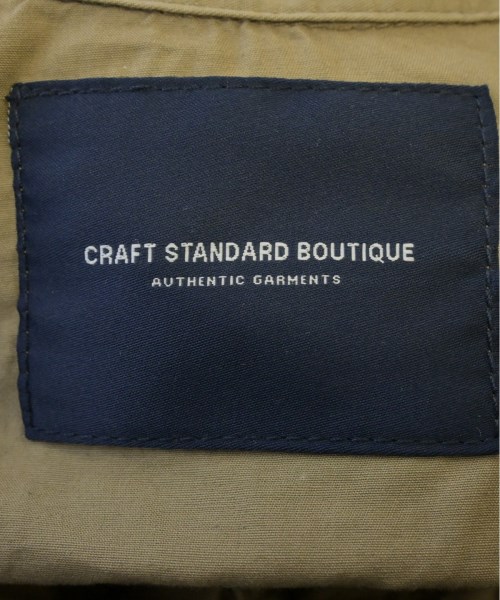 CRAFT STANDARD BOUTIQUE
AUTHENTIC GARMENTS